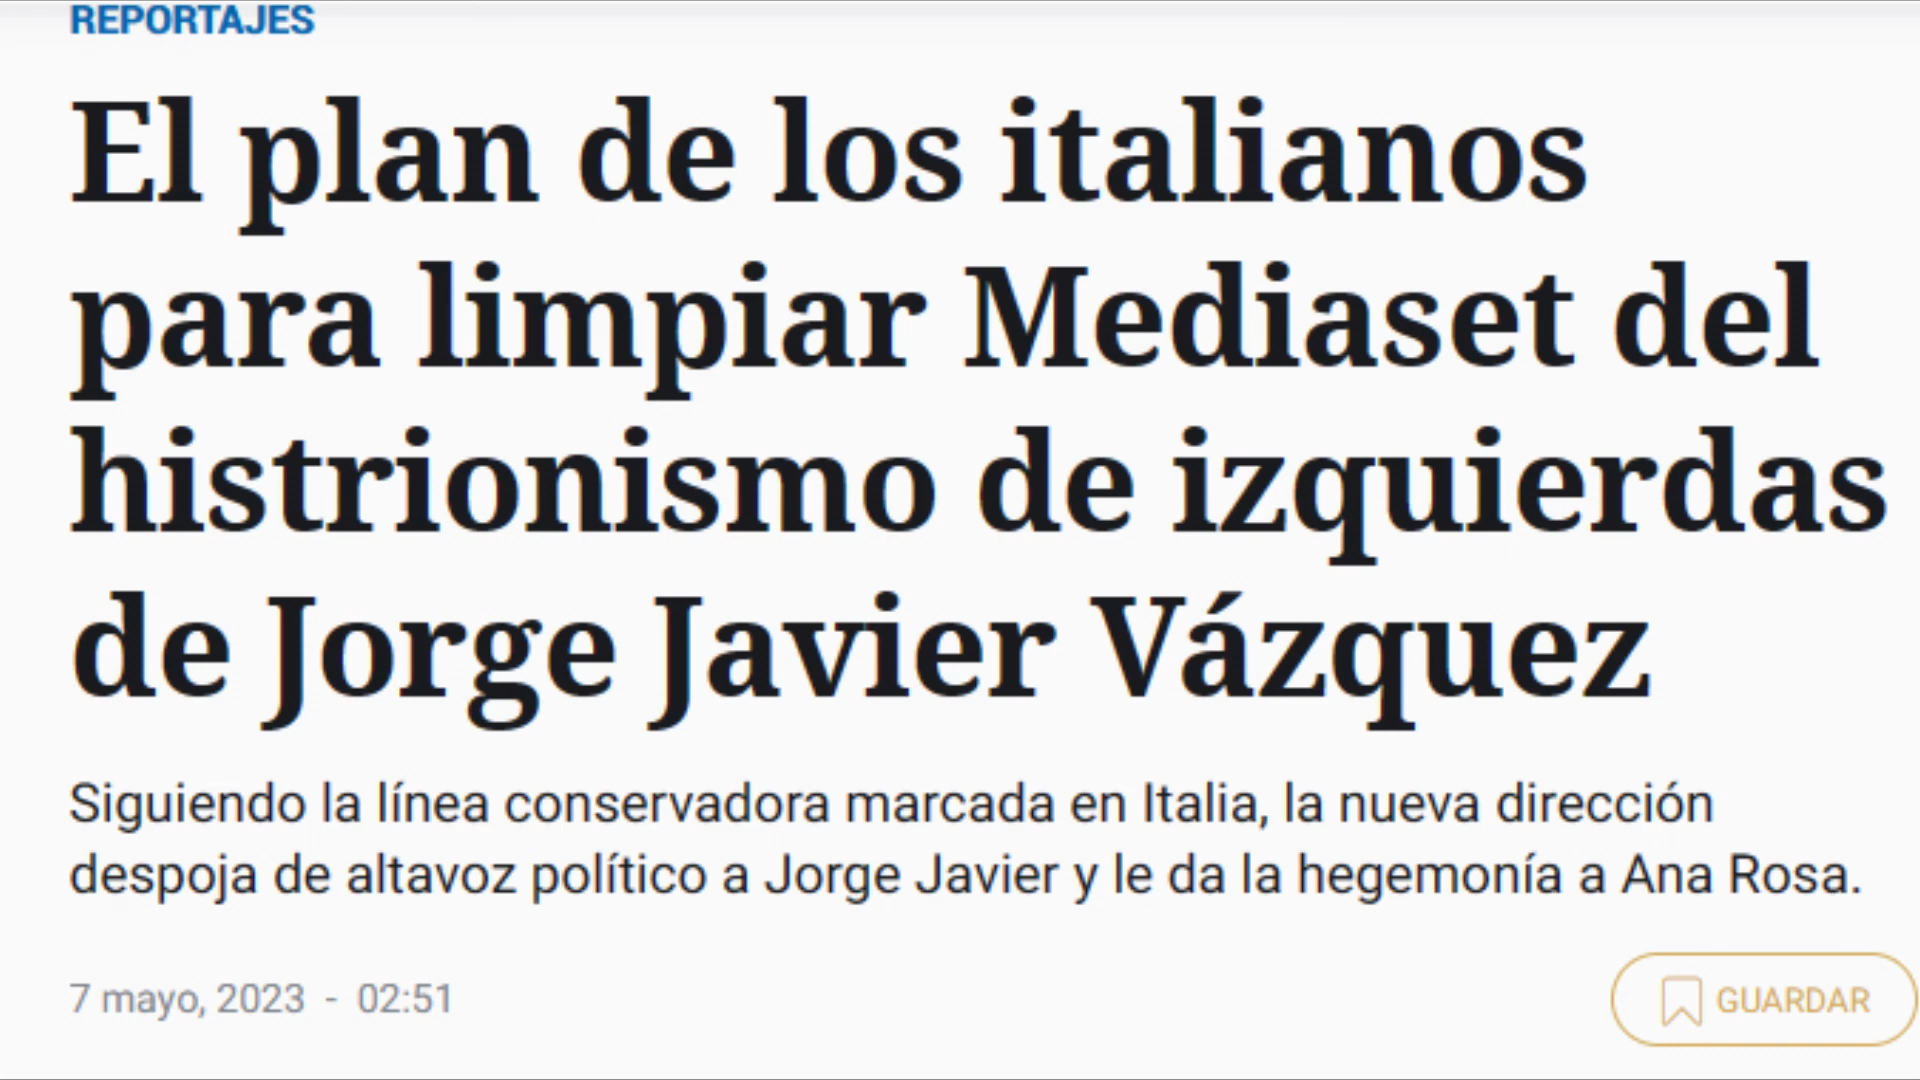 REPORTAJES
El plan de los italianos
para limpiar Mediaset del
histrionismo de izquierdas
de Jorge Javier Vázquez
Siguiendo la línea conservadora marcada en Italia, la nueva dirección
despoja de altavoz político a Jorge Javier y le da la hegemonía a Ana Rosa.
7 mayo, 2023 - 02:51
GUARDAR